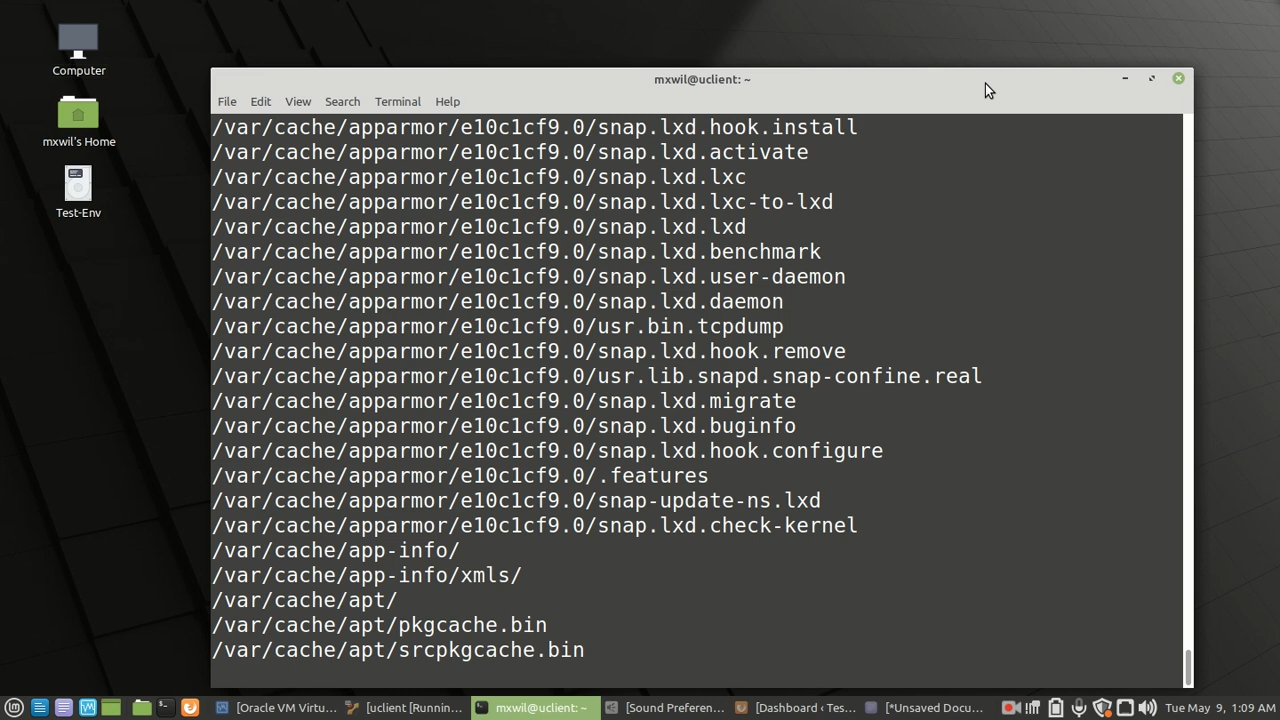 Computer
mxwil's Home
Test-Env
mxwil@uclient: ~
File Edit View Search Terminal Help
/var/cache/apparmor/e10c1cf9.0/snap.lxd.hook.install
/var/cache/apparmor/e10c1cf9.0/snap.lxd.activate
/var/cache/apparmor/e10c1cf9.0/snap.lxd.lxc
/var/cache/apparmor/e10c1cf9.0/snap.lxd.lxc-to-lxd
/var/cache/apparmor/e10c1cf9.0/snap.lxd.lxd
/var/cache/apparmor/e10c1cf9.0/snap.lxd.benchmark
/var/cache/apparmor/e10c1cf9.0/snap.lxd.user-daemon
/var/cache/apparmor/e10c1cf9.0/snap.lxd.daemon
/var/cache/apparmor/e10c1cf9.0/usr.bin.tcpdump
/var/cache/apparmor/e10c1cf9.0/snap.lxd.hook.remove
/var/cache/apparmor/e10c1cf9.0/usr.lib.snapd.snap-confine.real
/var/cache/apparmor/e10c1cf9.0/snap.lxd.migrate
/var/cache/apparmor/e10c1cf9.0/snap.lxd.buginfo
/var/cache/apparmor/e10c1cf9.0/snap.lxd.hook.configure
/var/cache/apparmor/e10c1cf9.0/.features
/var/cache/apparmor/e10c1cf9.0/snap-update-ns.lxd
/var/cache/apparmor/e10c1cf9.0/snap.lxd.check-kernel
/var/cache/app-info/
/var/cache/app-info/xmls/
/var/cache/apt/
/var/cache/apt/pkgcache.bin
/var/cache/apt/srcpkgcache.bin
[Oracle VM Virtu... [uclient [Runnin... mxwil@uclient: ~ [Sound Preferen... [Dashboard ‹ Tes... [*Unsaved Docu... Tue May 9, 1:09 AM